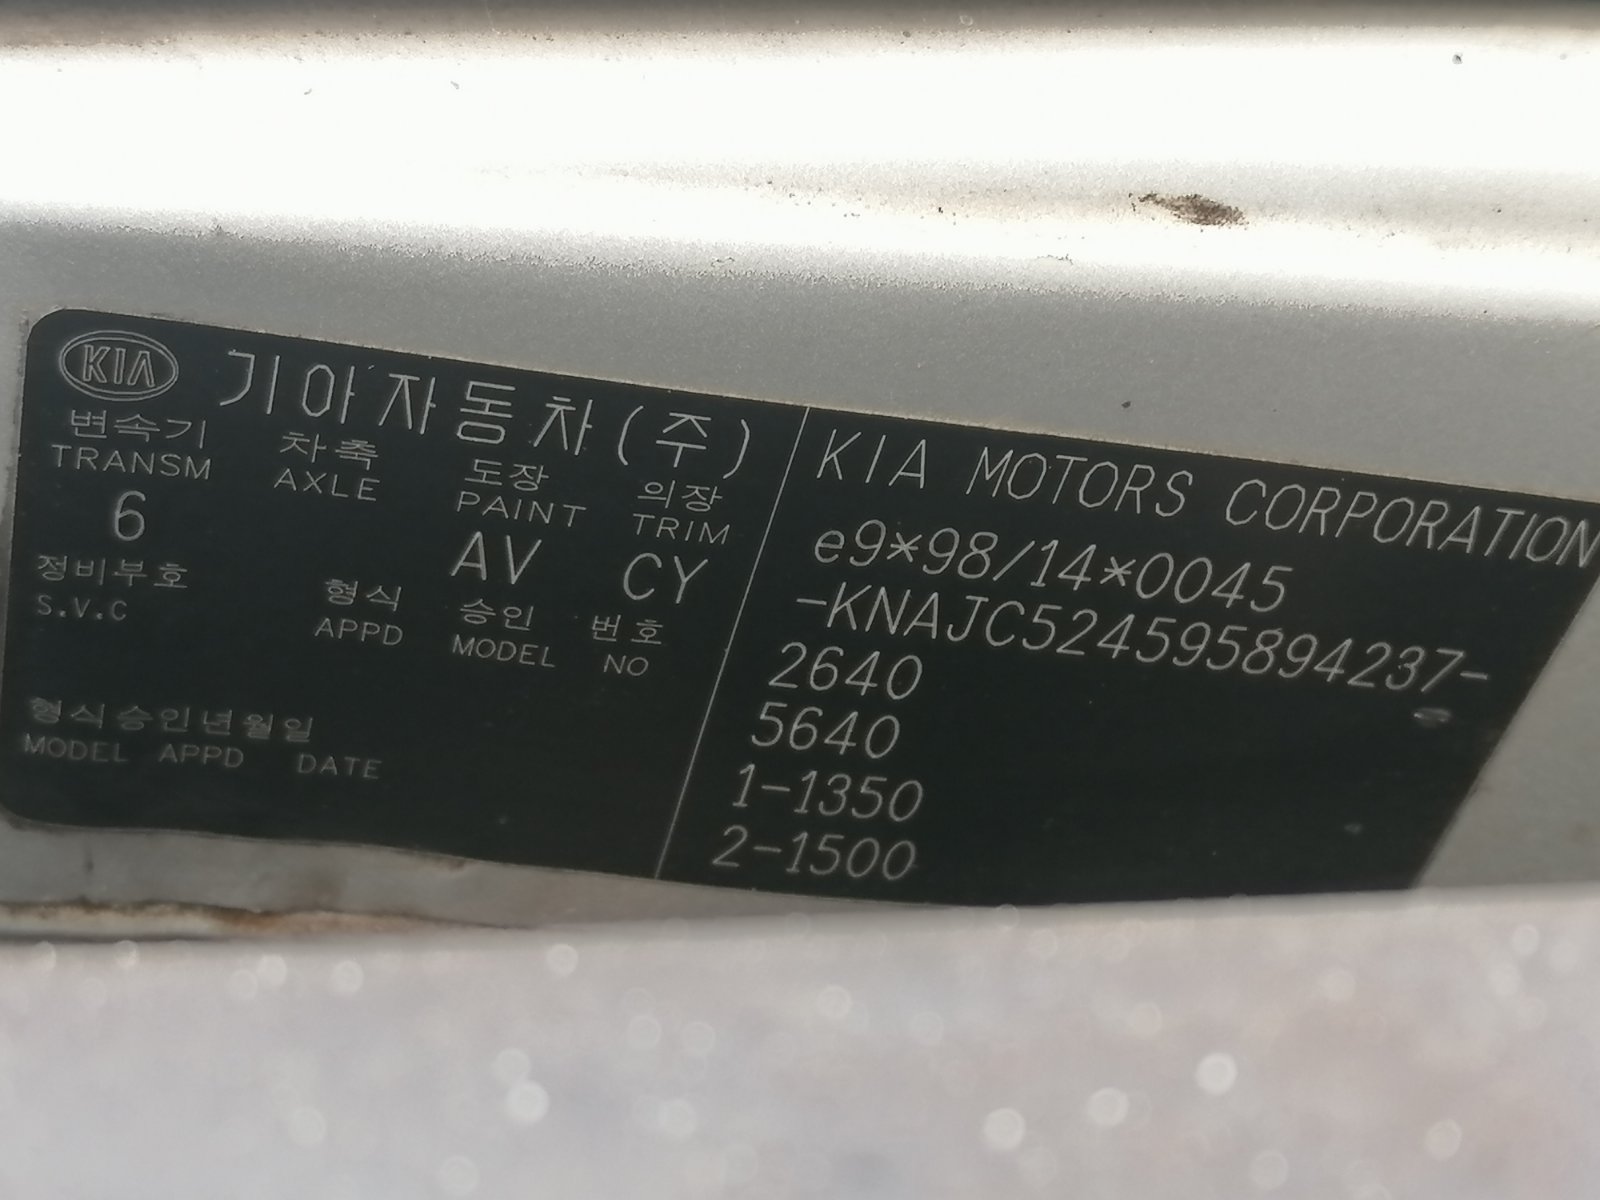 KIA 기아자동차(주)
변속기 차축 도장 의장
TRANSM AXLE PAINT TRIM
6 AV CY
정비부호 형식 승인 번호
S.V.C APPD MODEL NO
형식승인년월일
MODEL APPD DATE
KIA MOTORS CORPORATION
e9*98/14*0045
-KNAJC524595894237-
2640
5640
1-1350
2-1500